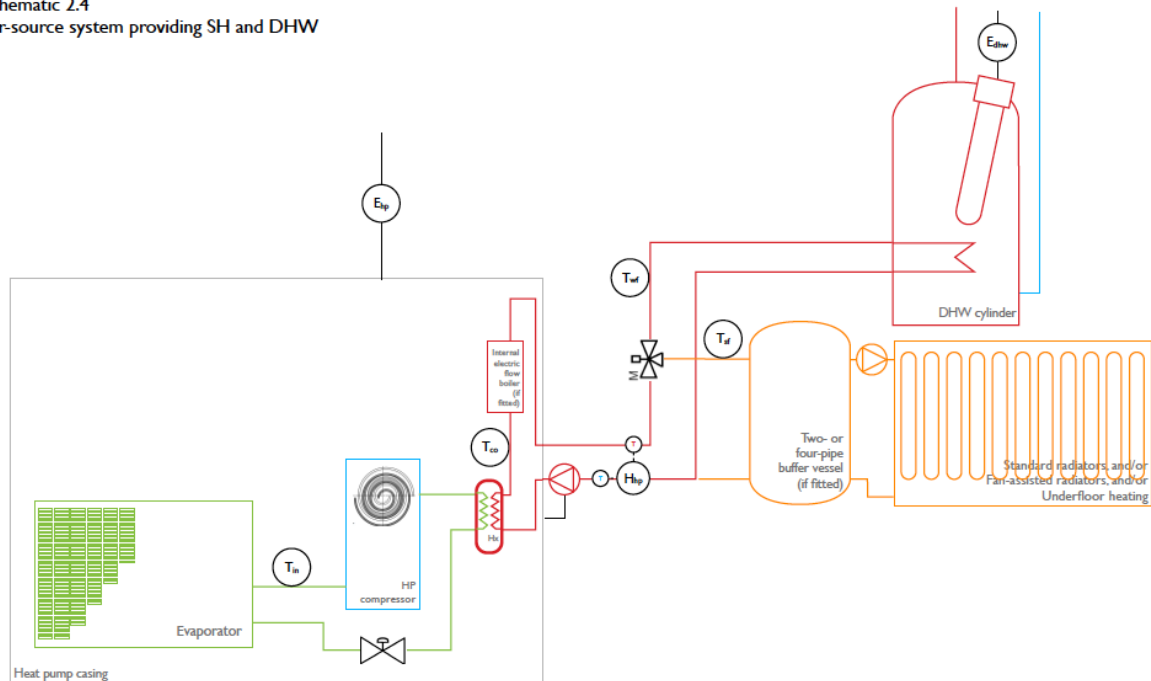 hematic 2.4
r-source system providing SH and DHW
Edhw
Ehp
Twf
DHW cylinder
Tsf
Internal
electric
flow
boiler
(if
fitted)
M
Tco
T
Two- or
four-pipe
buffer vessel
(if fitted)
Standard radiators, and/or
Fan-assisted radiators, and/or
Underfloor heating
T
Hhp
Hx
Tin
HP
compressor
Evaporator
Heat pump casing